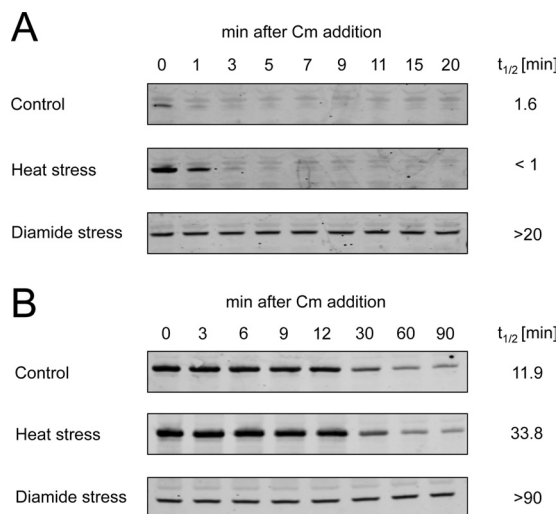 A
min after Cm addition
0 1 3 5 7 9 11 15 20 t1/2 [min]
Control 1.6
Heat stress < 1
Diamide stress >20
B
min after Cm addition
0 3 6 9 12 30 60 90 t1/2 [min]
Control 11.9
Heat stress 33.8
Diamide stress >90